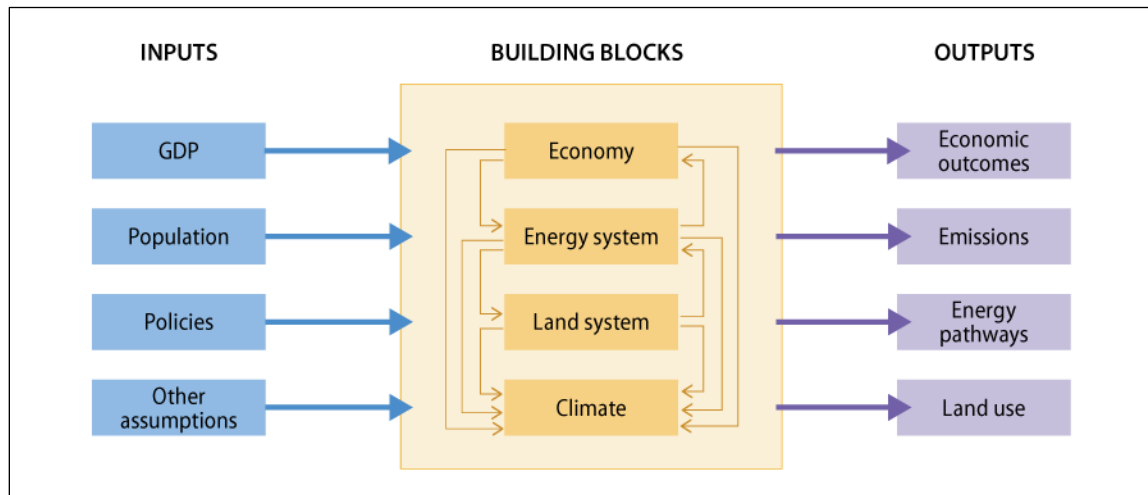 INPUTS
BUILDING BLOCKS
OUTPUTS
GDP
Economy
Economic
outcomes
Population
Energy system
Emissions
Policies
Land system
Energy
pathways
Other
assumptions
Climate
Land use